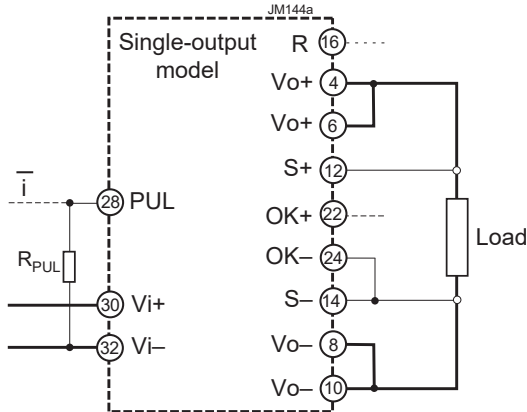 JM144a
Single-output
model
R 16
Vo+ 4
Vo+ 6
S+ 12
i
28 PUL
OK+ 22
Load
RPUL
OK– 24
30 Vi+
S– 14
32 Vi–
Vo– 8
Vo– 10